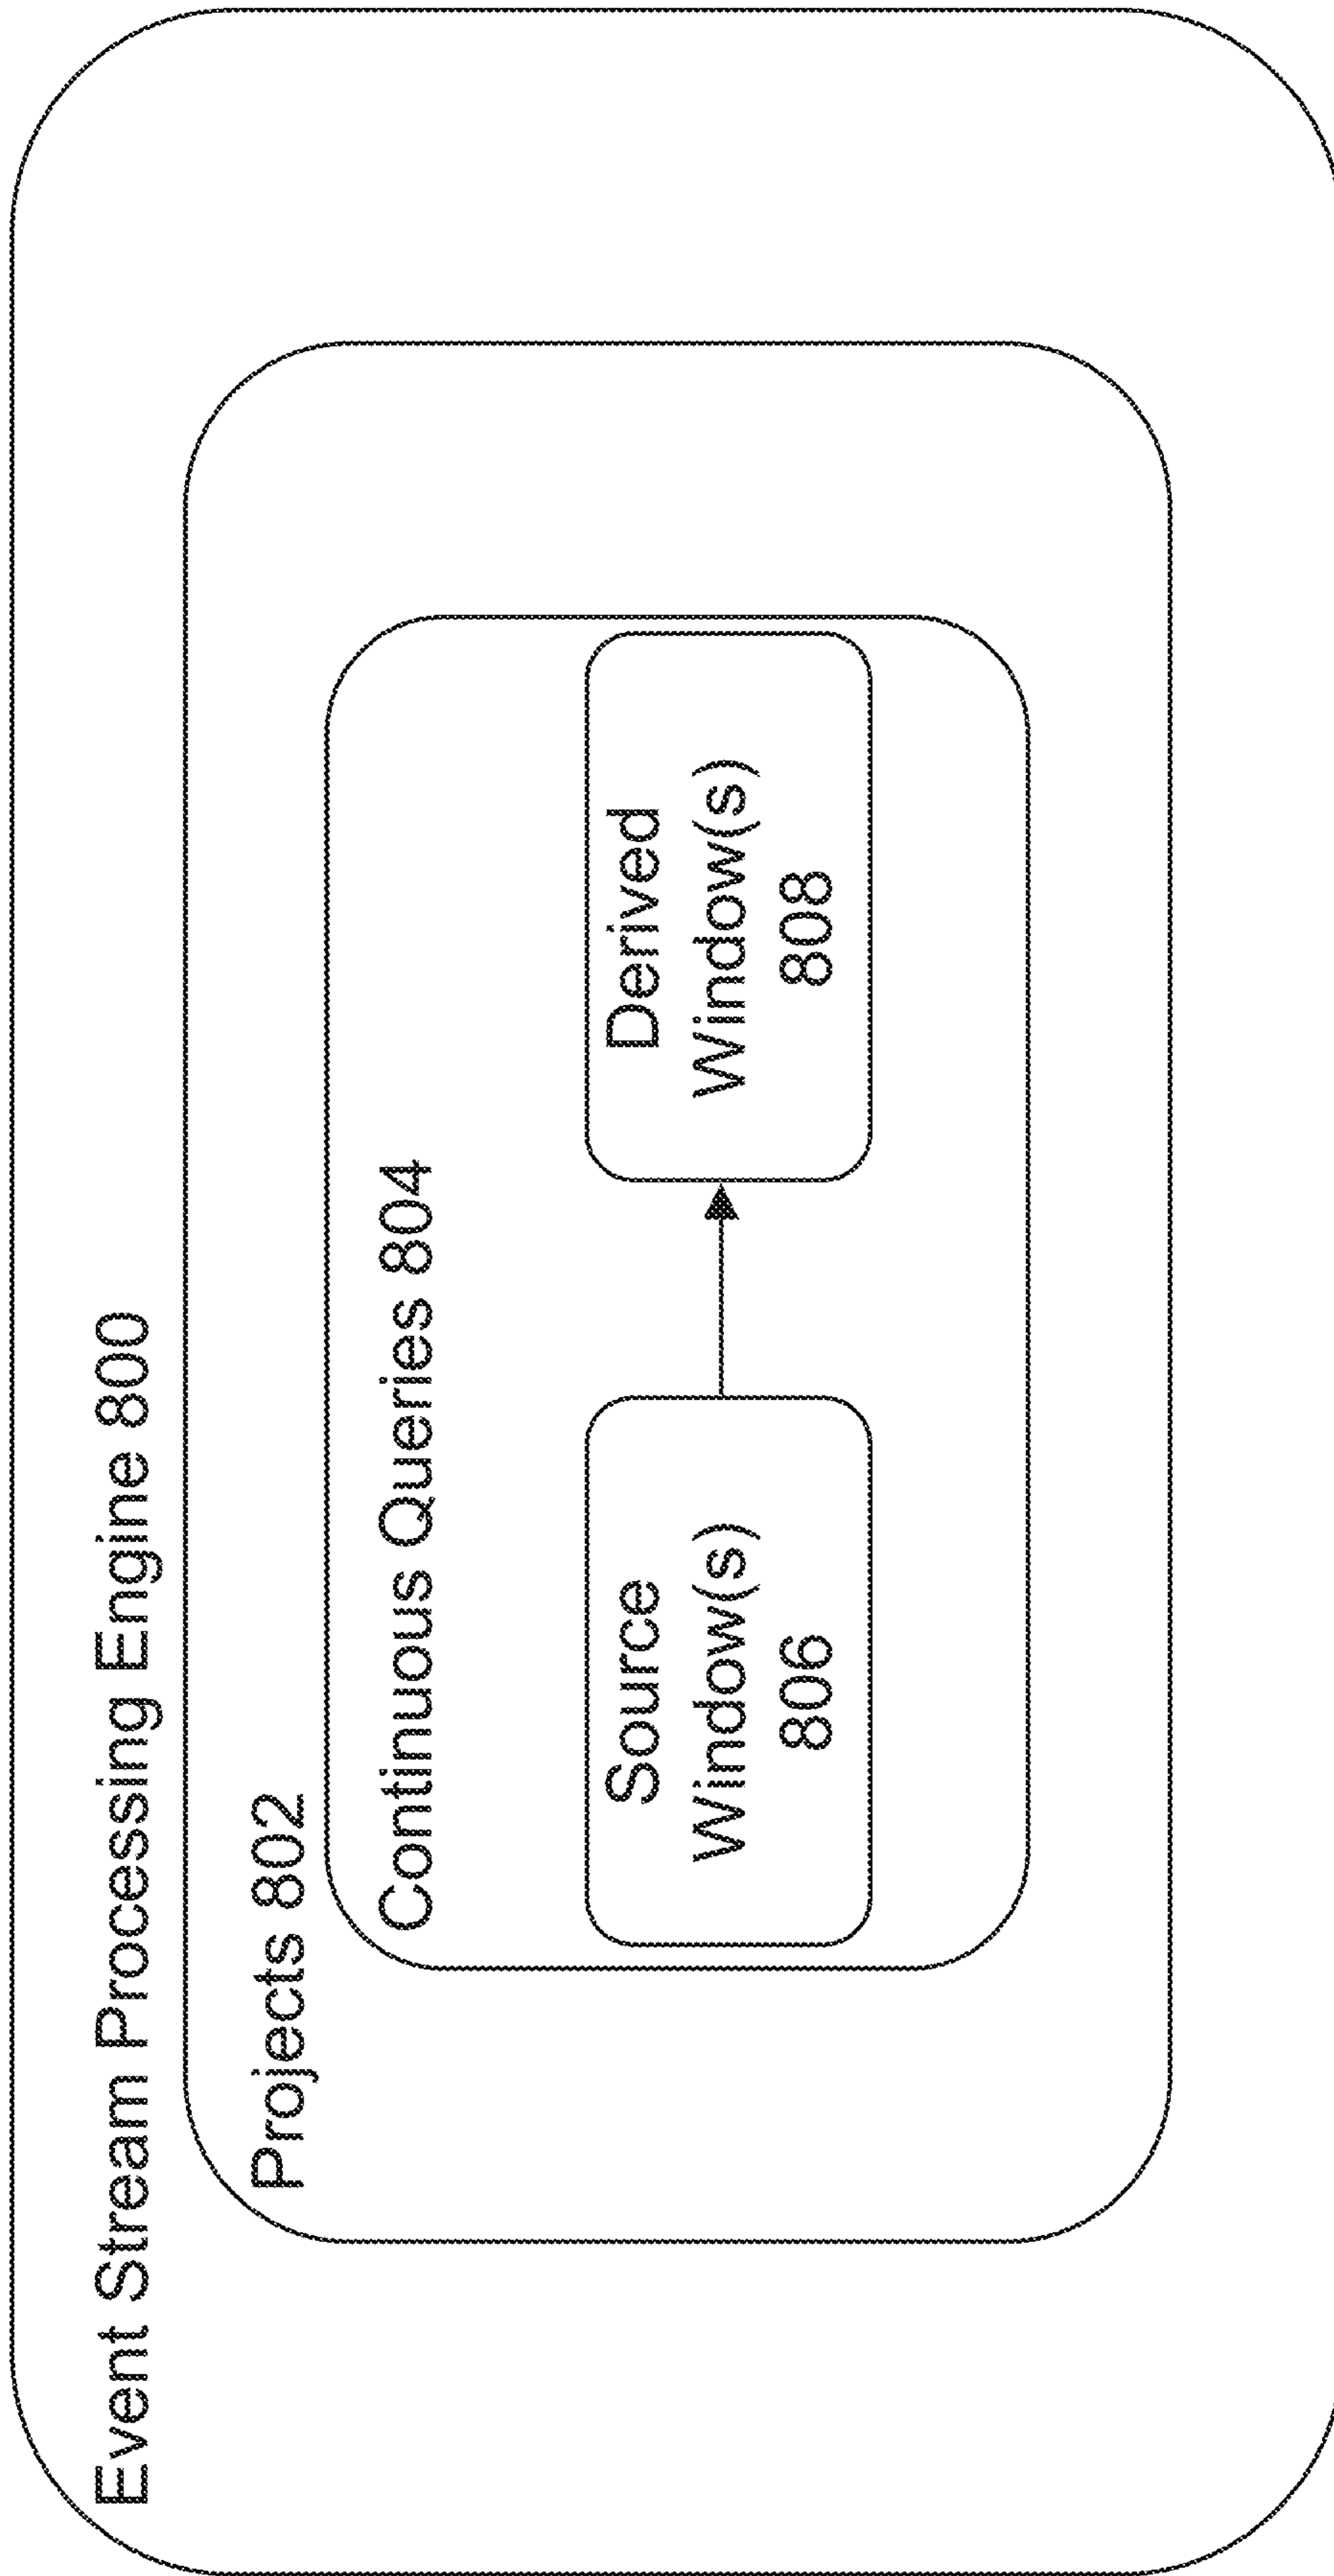 Event Stream Processing Engine 800
Projects 802
Continuous Queries 804
Source
Window(s)
806
Derived
Window(s)
808